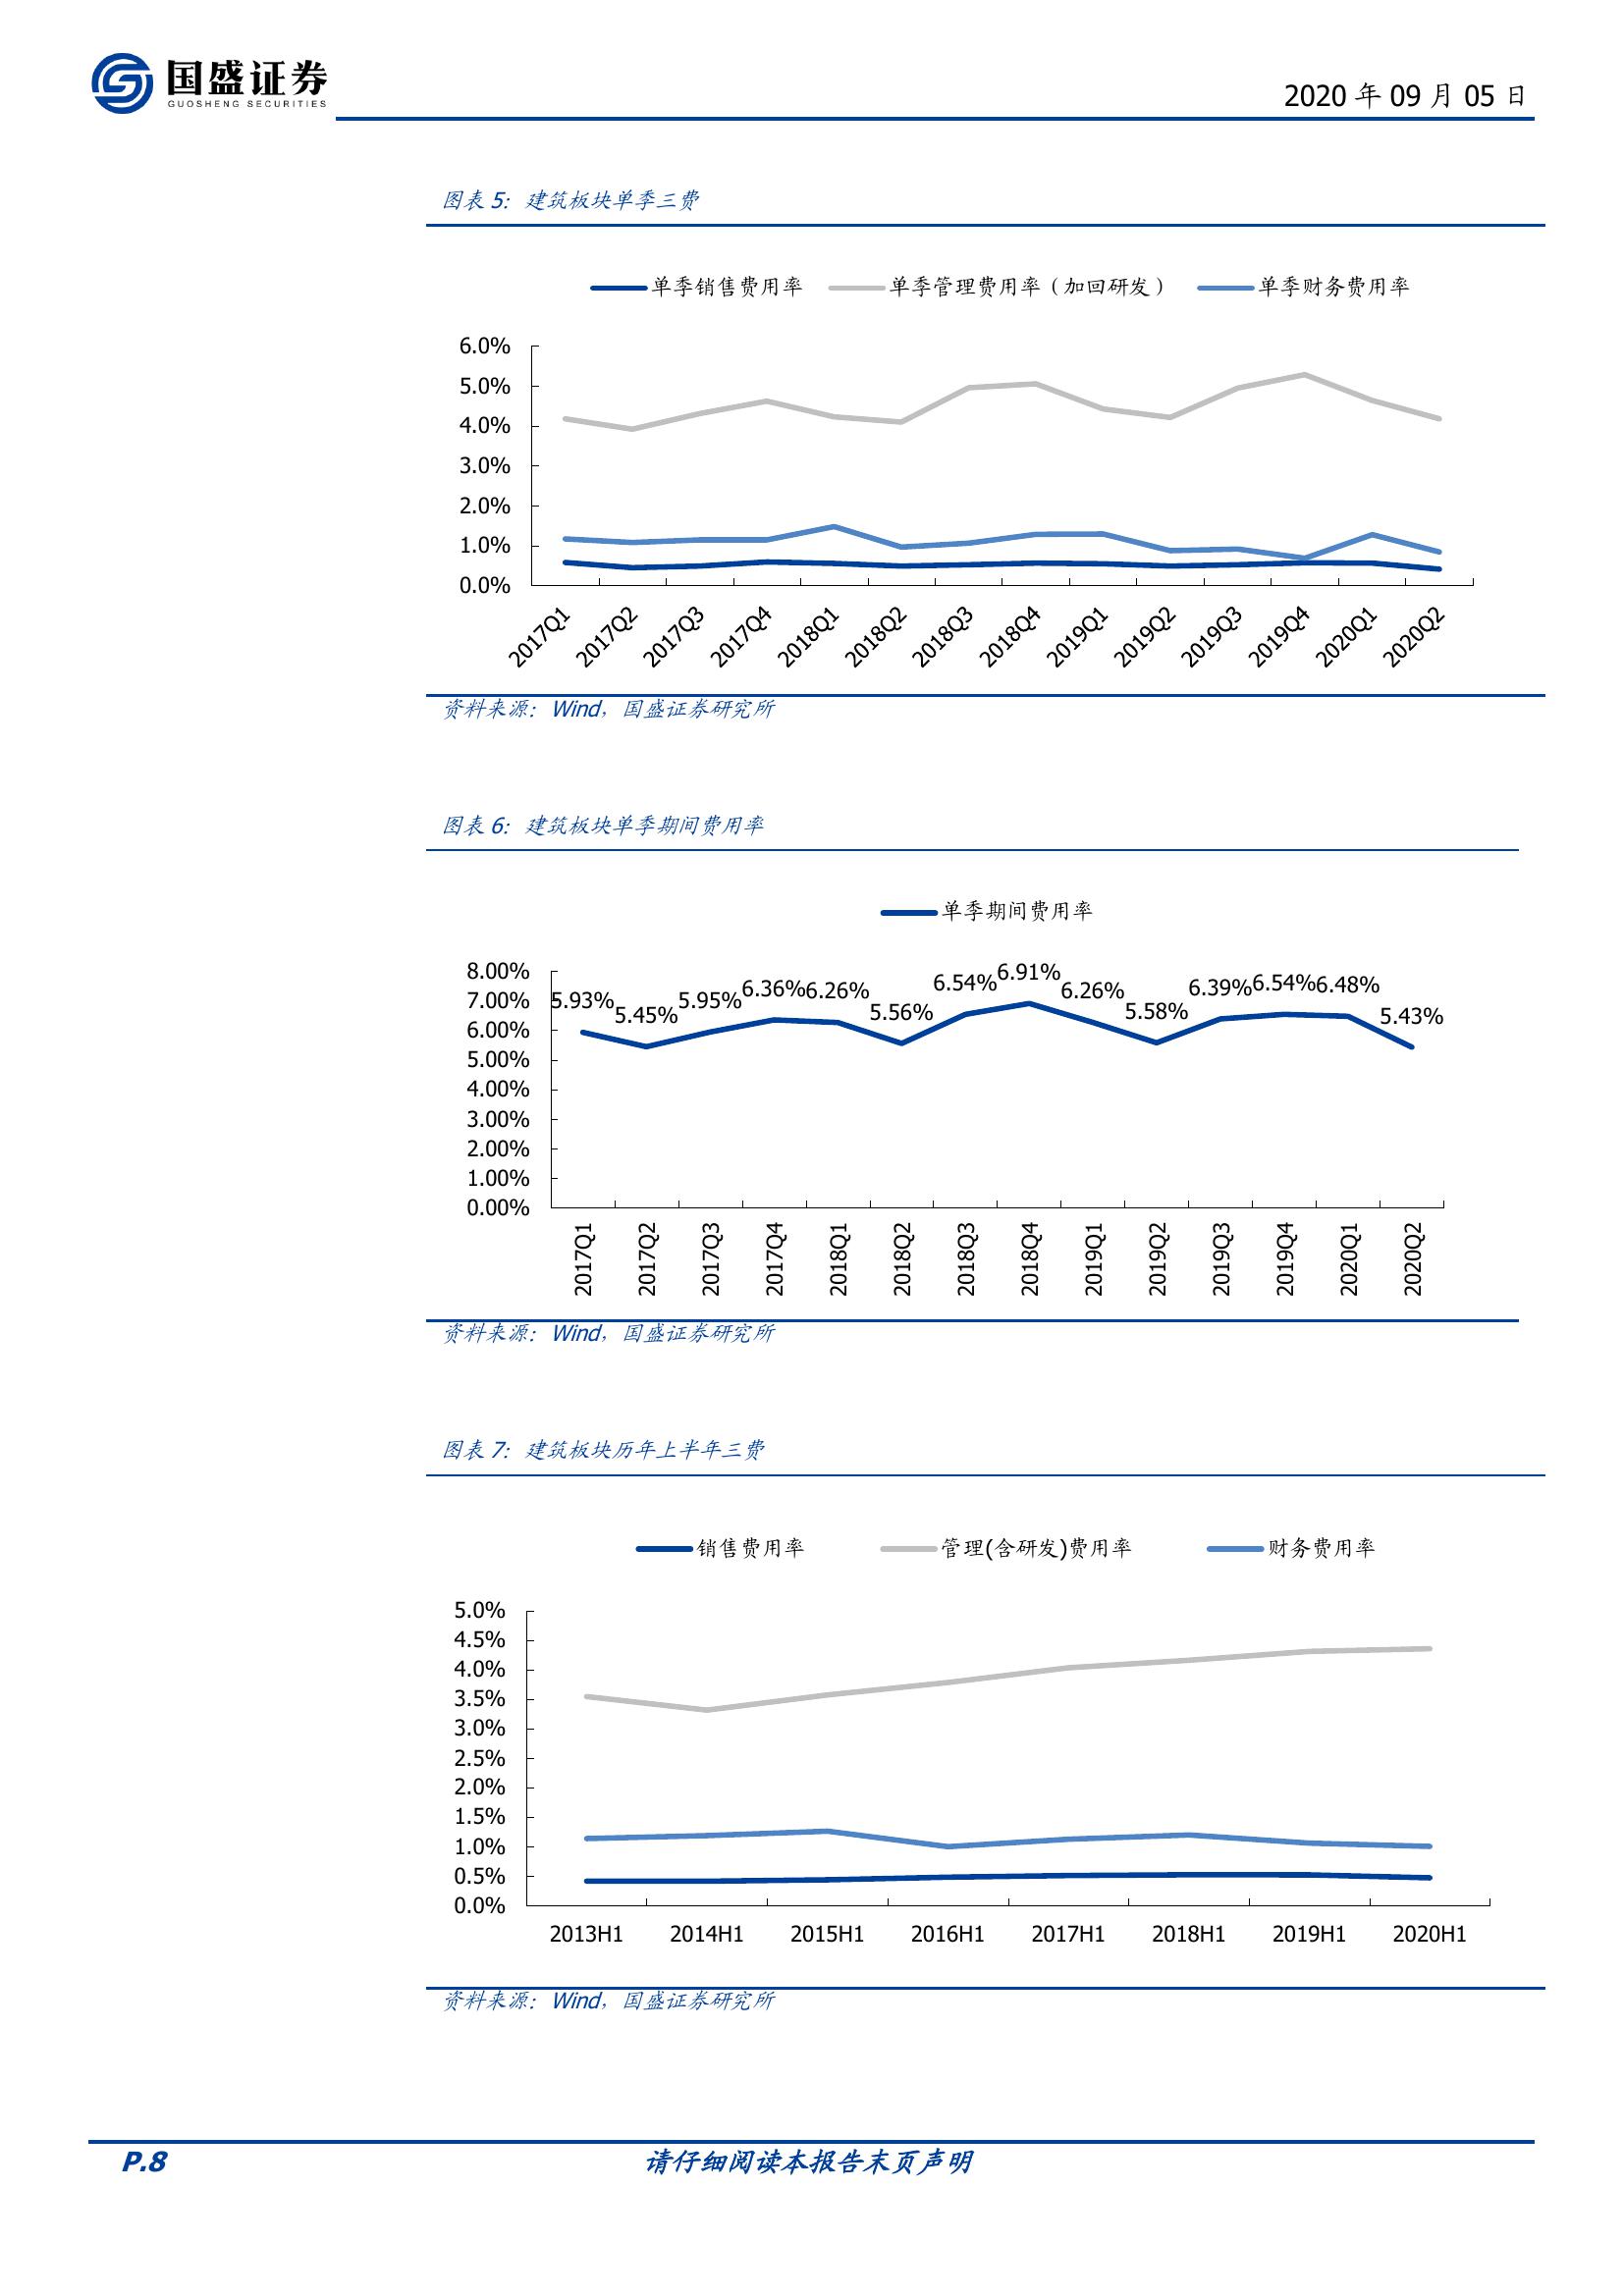 国盛证券
GUOSHENG SECURITIES
2020 年 09 月 05 日
图表 5：建筑板块单季三费
单季销售费用率 单季管理费用率（加回研发） 单季财务费用率
6.0%
5.0%
4.0%
3.0%
2.0%
1.0%
0.0%
2017Q1 2017Q2 2017Q3 2017Q4 2018Q1 2018Q2 2018Q3 2018Q4 2019Q1 2019Q2 2019Q3 2019Q4 2020Q1 2020Q2
资料来源：Wind，国盛证券研究所
图表 6：建筑板块单季期间费用率
单季期间费用率
8.00%
7.00%
6.00%
5.00%
4.00%
3.00%
2.00%
1.00%
0.00%
5.93% 5.45% 5.95% 6.36% 6.26% 5.56% 6.54% 6.91% 6.26% 5.58% 6.39% 6.54% 6.48% 5.43%
2017Q1 2017Q2 2017Q3 2017Q4 2018Q1 2018Q2 2018Q3 2018Q4 2019Q1 2019Q2 2019Q3 2019Q4 2020Q1 2020Q2
资料来源：Wind，国盛证券研究所
图表 7：建筑板块历年上半年三费
销售费用率 管理(含研发)费用率 财务费用率
5.0%
4.5%
4.0%
3.5%
3.0%
2.5%
2.0%
1.5%
1.0%
0.5%
0.0%
2013H1 2014H1 2015H1 2016H1 2017H1 2018H1 2019H1 2020H1
资料来源：Wind，国盛证券研究所
P.8 请仔细阅读本报告末页声明